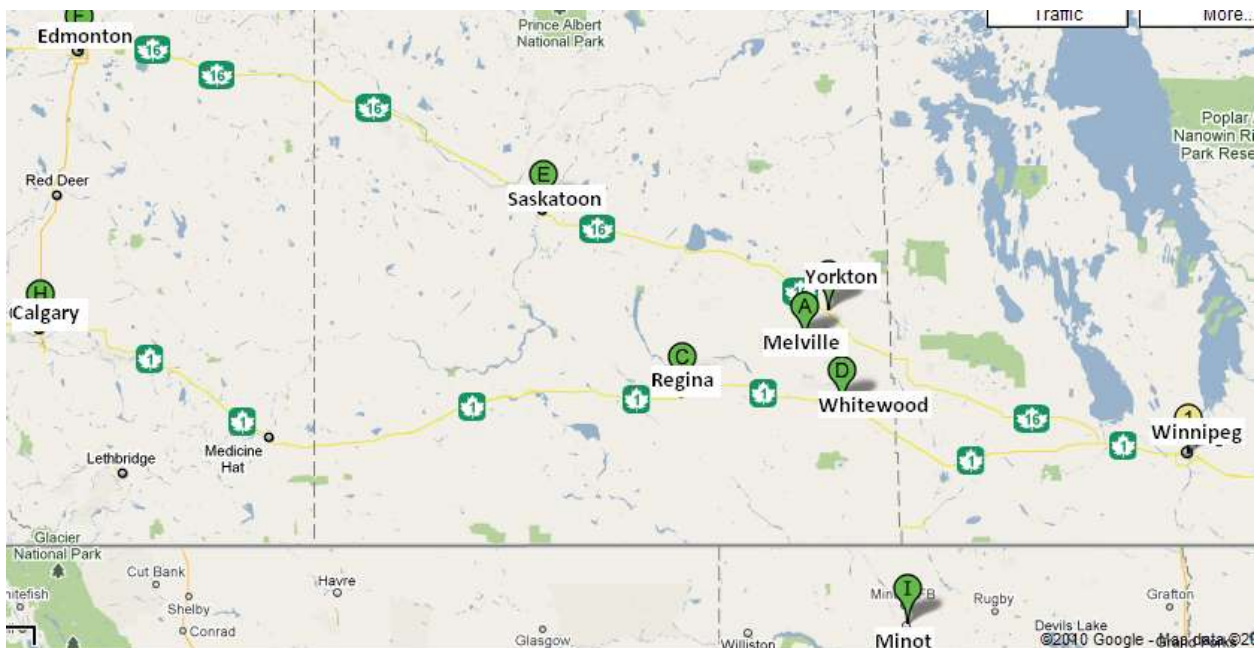 Traffic
More...
Edmonton
16
16
Prince Albert
National Park
16
Poplar
Nanowin
Park
Red Deer
E
Saskatoon
16
H
Calgary
Yorkton
A
Melville
1
C
Regina
D
Whitewood
1
1
1
16
1
Winnipeg
1
Medicine
Hat
1
1
Lethbridge
Glacier
National Park
Cut Bank
Shelby
Conrad
Havre
Glasgow
Williston
I
Minot
Rugby
Devils Lake
Grafton
©2010 Google - Map data